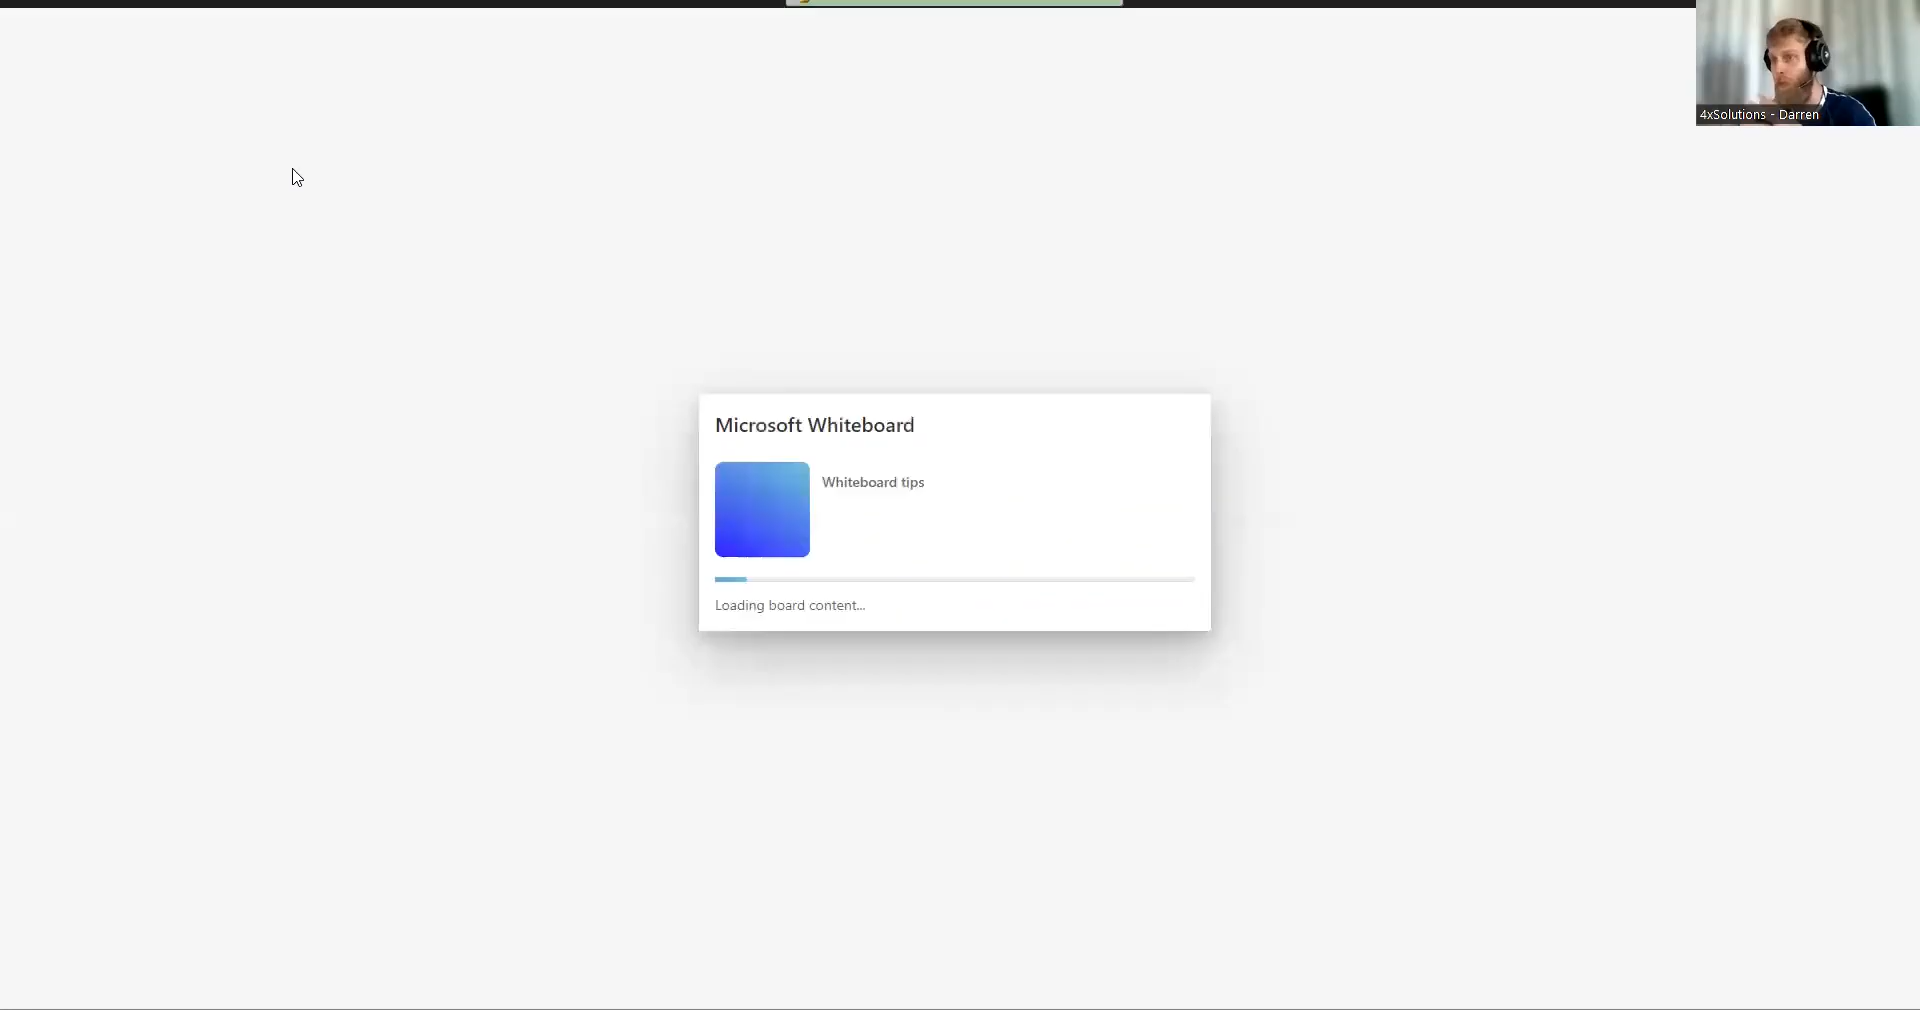 4xSolutions - Darren
Microsoft Whiteboard
Whiteboard tips
Loading board content...